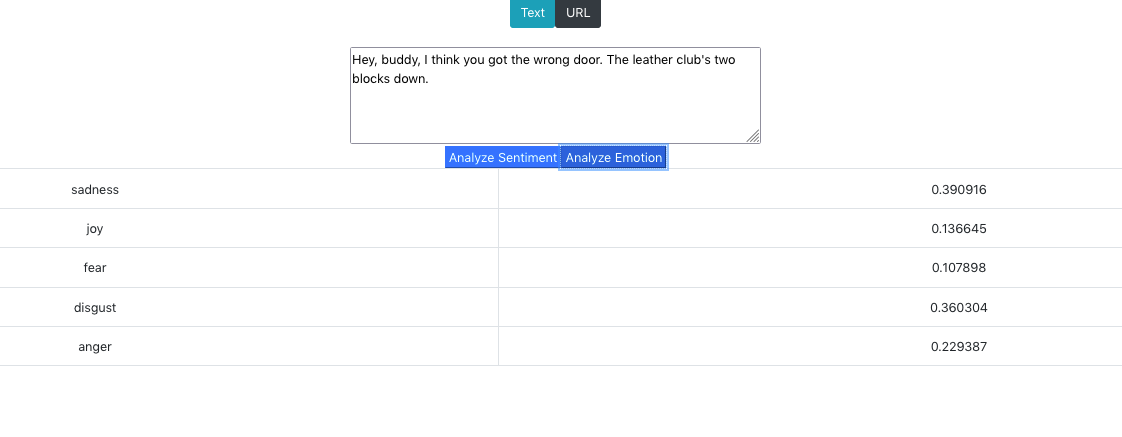 Text URL
Hey, buddy, I think you got the wrong door. The leather club's two
blocks down.
Analyze Sentiment Analyze Emotion
sadness 0.390916
joy 0.136645
fear 0.107898
disgust 0.360304
anger 0.229387